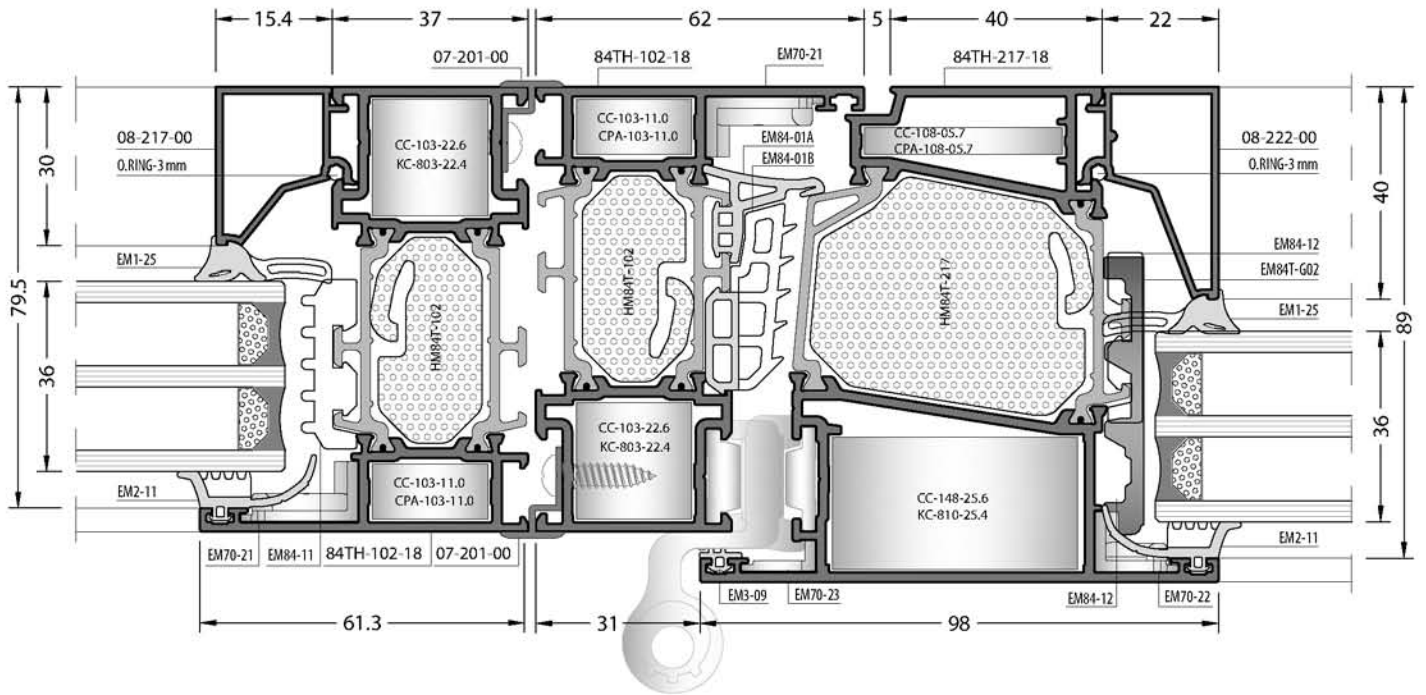 15.4
37
62
5
40
22
07-201-00
84TH-102-18
EM70-21
84TH-217-18
08-217-00
O.RING-3 mm
30
CC-103-22.6
KC-803-22.4
CC-103-11.0
CPA-103-11.0
EM84-01A
EM84-01B
CC-108-05.7
CPA-108-05.7
08-222-00
O.RING-3 mm
40
EM1-25
79.5
36
HM84T-102
HM84T-102
HM84T-217
EM84-12
EM84T-G02
EM1-25
89
36
EM2-11
CC-103-11.0
CPA-103-11.0
CC-103-22.6
KC-803-22.4
CC-148-25.6
KC-810-25.4
EM2-11
EM70-21
EM84-11
84TH-102-18
07-201-00
EM3-09
EM70-23
EM84-12
EM70-22
61.3
31
98